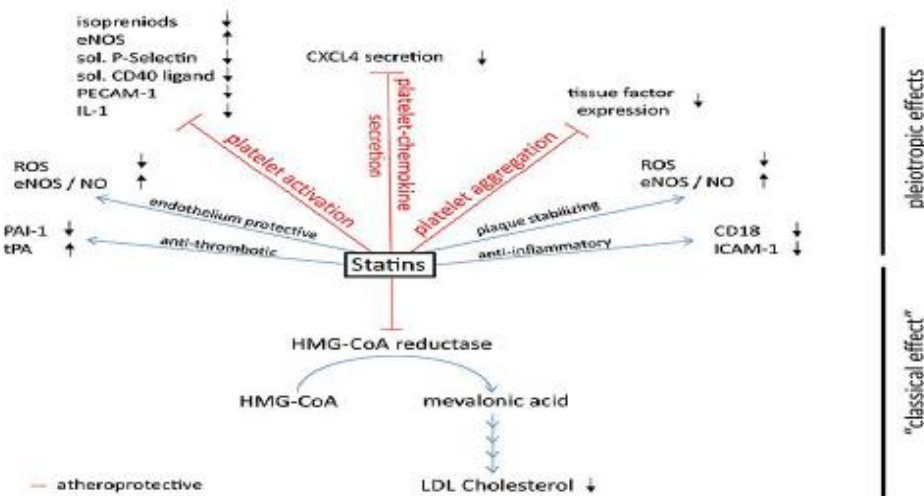 isopreniods ↓
eNOS ↑
sol. P-Selectin ↓
sol. CD40 ligand ↓
PECAM-1 ↓
IL-1 ↓
CXCL4 secretion ↓
tissue factor
expression ↓
platelet activation
platelet-chemokine
secretion
platelet aggregation
ROS ↓
eNOS / NO ↑
endothelium protective
PAI-1 ↓
tPA ↑
anti-thrombotic
ROS ↓
eNOS / NO ↑
plaque stabilizing
CD18 ↓
ICAM-1 ↓
anti-inflammatory
Statins
HMG-CoA reductase
HMG-CoA
mevalonic acid
LDL Cholesterol ↓
— atheroprotective
pleiotropic effects
"classical effect"